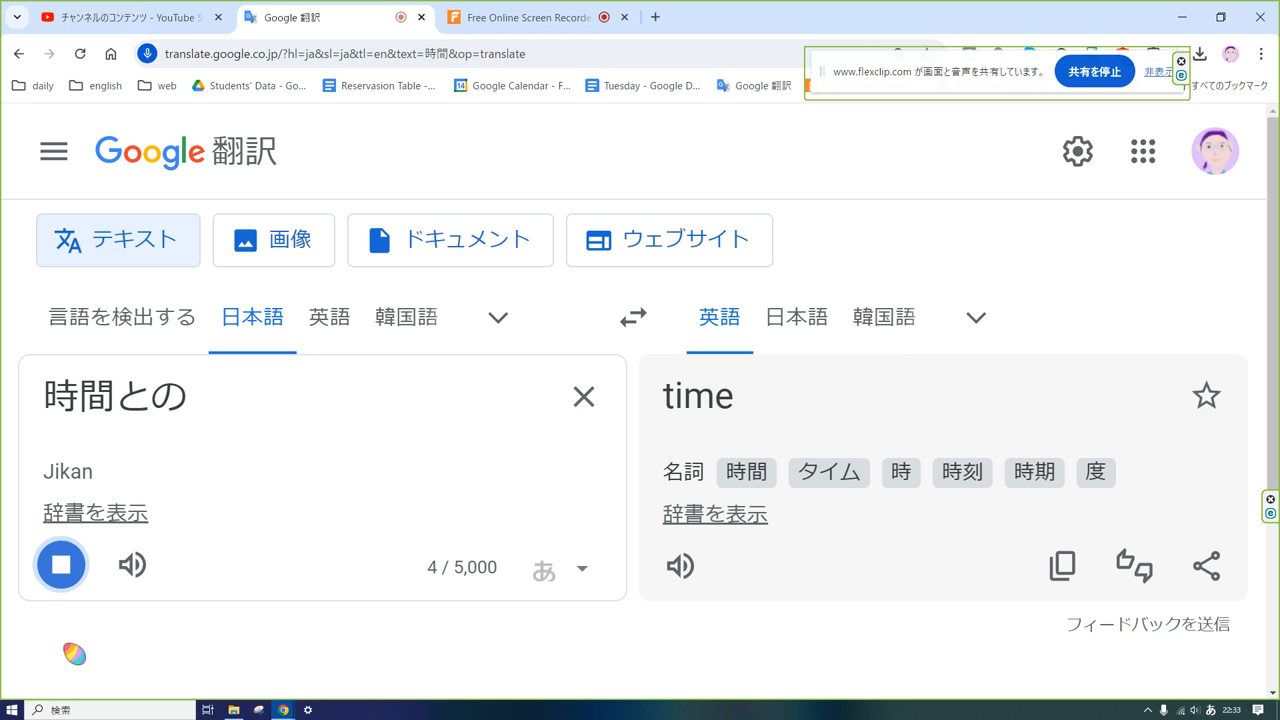 チャンネルのコンテンツ - YouTube S
Google 翻訳
Free Online Screen Recorde
translate.google.co.jp/?hl=ja&sl=ja&tl=en&text=時間&op=translate
www.flexclip.com が画面と音声を共有しています。
共有を停止
非表示
daily
english
web
Students' Data - Go...
Reservasion Table -...
Google Calendar - F...
Tuesday - Google D...
Google 翻訳
すべてのブックマーク
Google 翻訳
テキスト
画像
ドキュメント
ウェブサイト
言語を検出する
日本語
英語
韓国語
英語
日本語
韓国語
時間との
Jikan
辞書を表示
4 / 5,000
あ
time
名詞 時間 タイム 時 時刻 時期 度
辞書を表示
フィードバックを送信
検索
あ
22:33